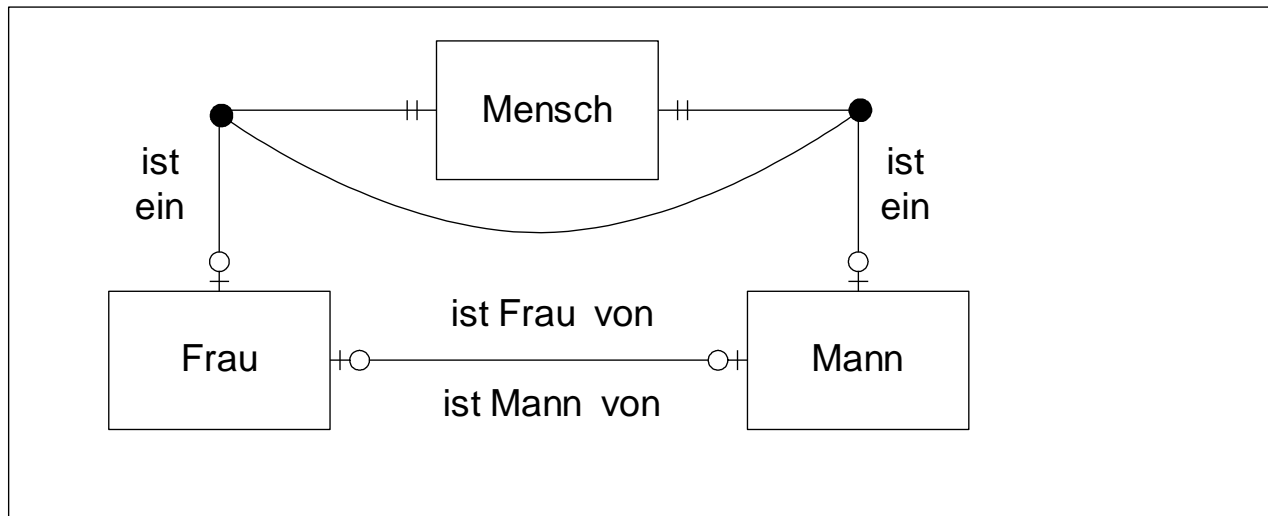 Mensch
ist
ein
ist
ein
ist Frau von
Frau
Mann
ist Mann von